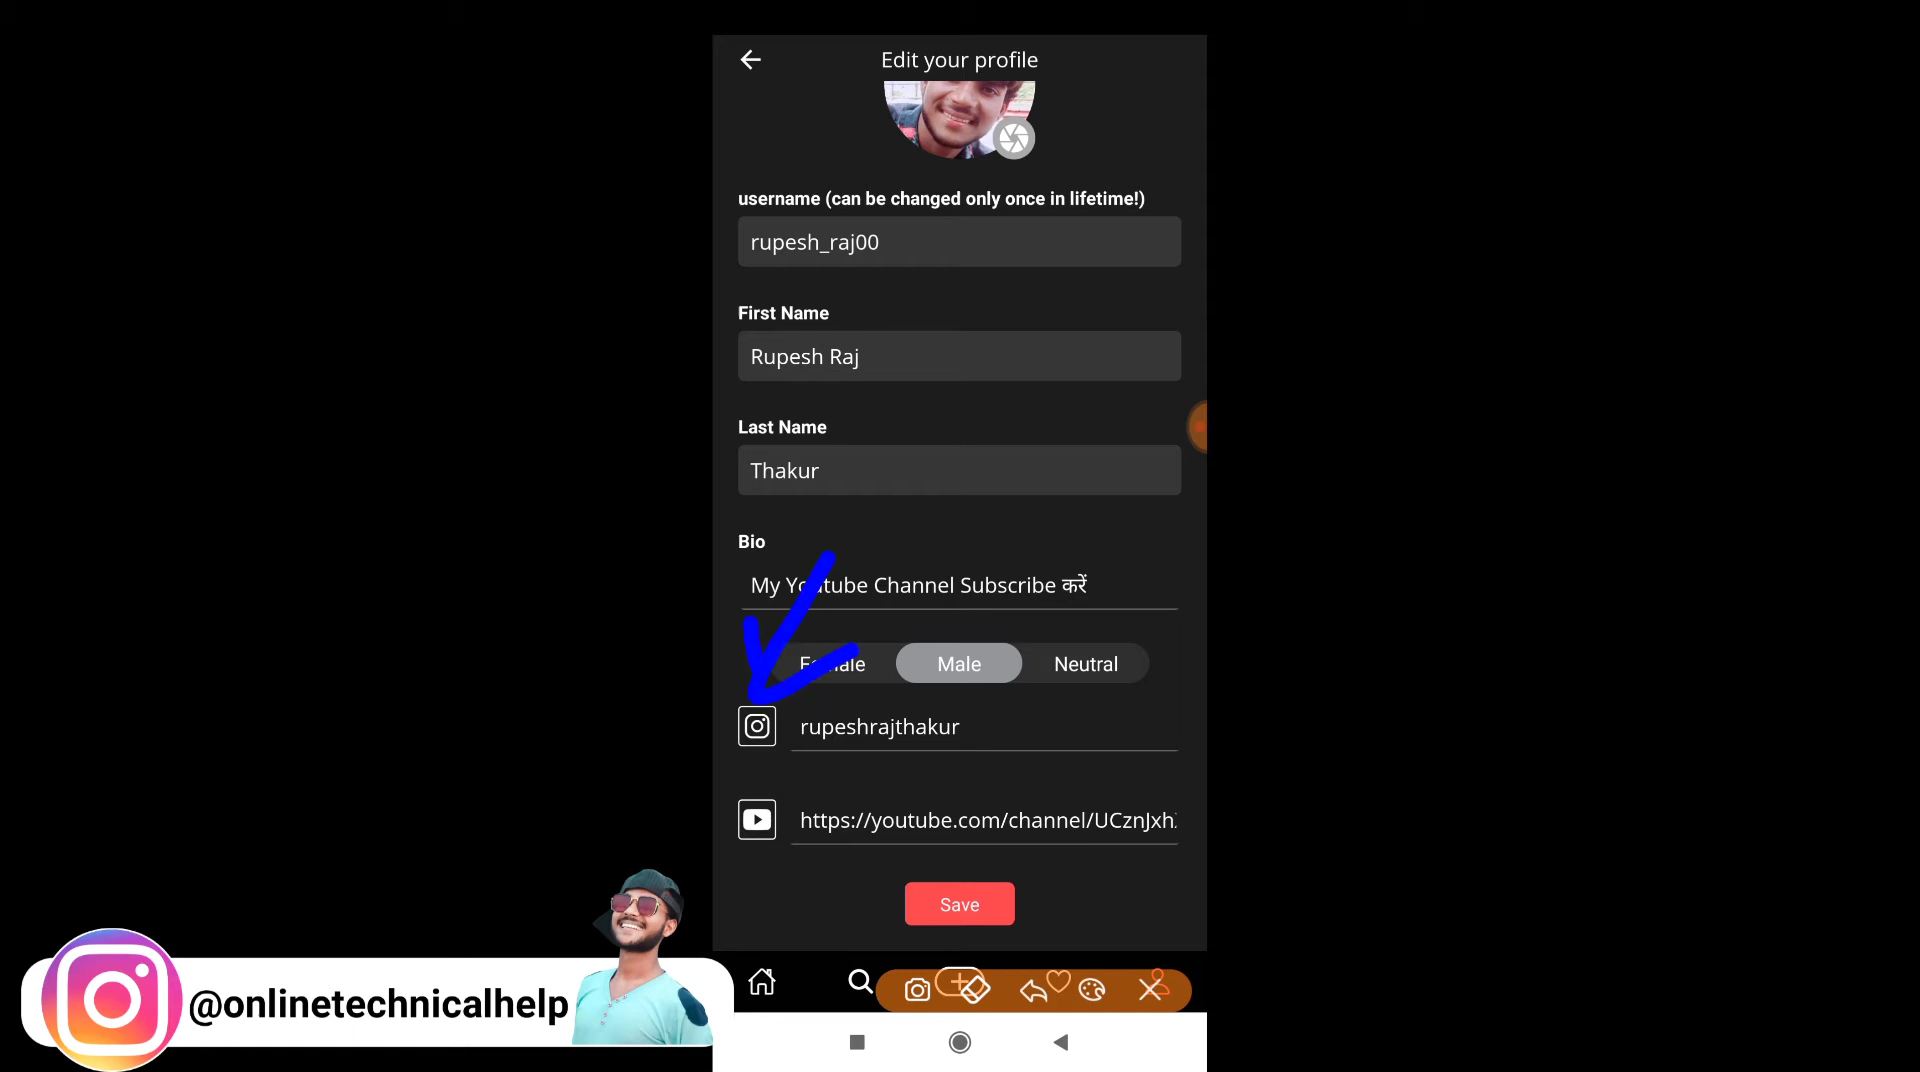 Edit your profile
username (can be changed only once in lifetime!)
rupesh_raj00
First Name
Rupesh Raj
Last Name
Thakur
Bio
My Youtube Channel Subscribe करें
Female Male Neutral
rupeshrajthakur
https://youtube.com/channel/UCznJxh
Save
@onlinetechnicalhelp